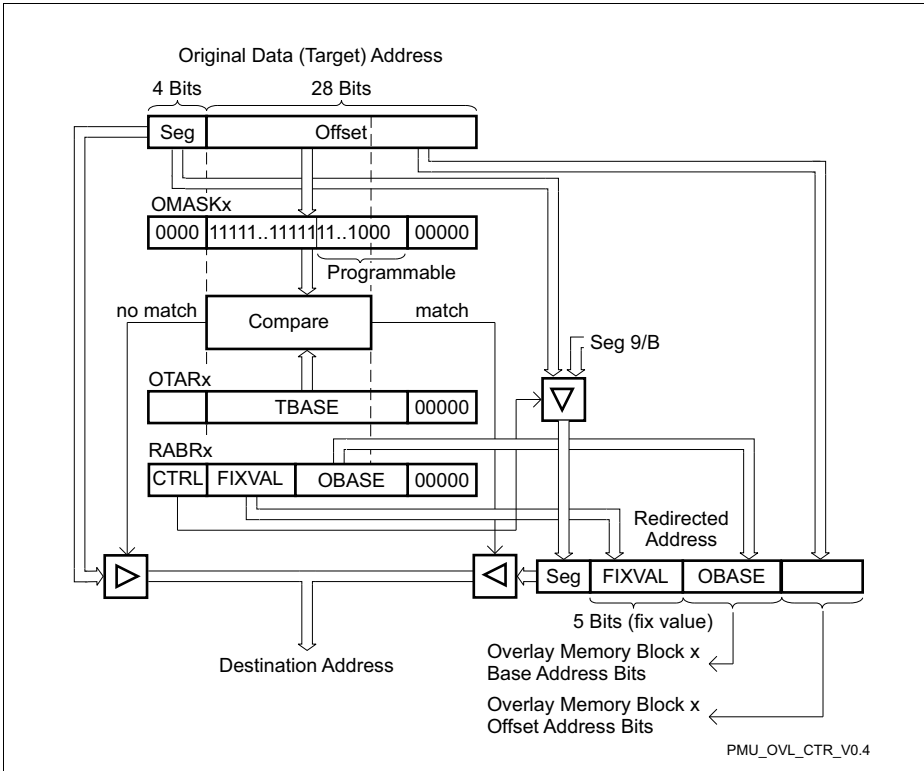 Original Data (Target) Address
4 Bits 28 Bits
Seg Offset
OMASKx
0000 11111..1111111..1000 00000
Programmable
no match Compare match
Seg 9/B
OTARx
TBASE 00000
RABRx
CTRL FIXVAL OBASE 00000
Redirected
Address
Seg FIXVAL OBASE
5 Bits (fix value)
Destination Address
Overlay Memory Block x
Base Address Bits
Overlay Memory Block x
Offset Address Bits
PMU_OVL_CTR_V0.4